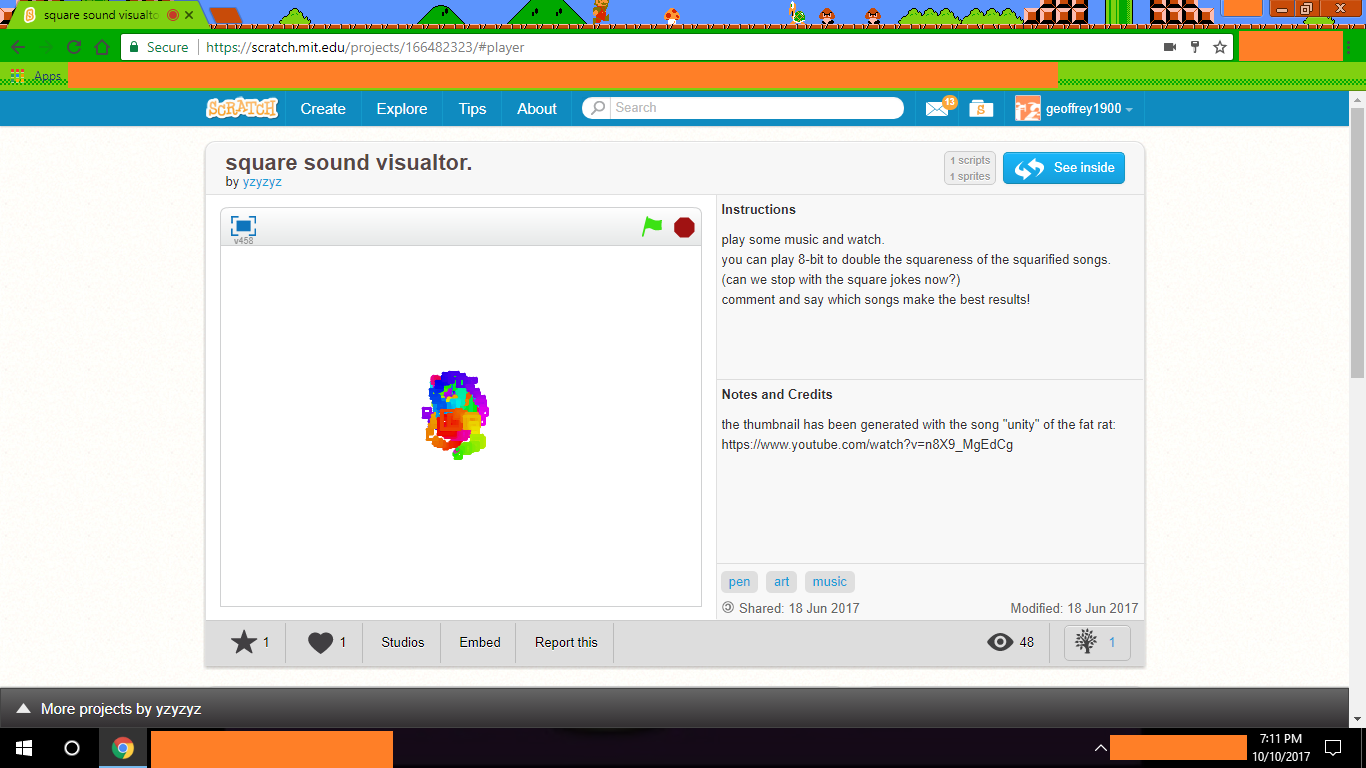 square sound visualto
Secure
https://scratch.mit.edu/projects/166482323/#player
Apps
SCRATCH Create Explore Tips About Search 13 S geoffrey1900
square sound visualtor.
by yzyzyz
1 scripts
1 sprites
See inside
v458
Instructions
play some music and watch.
you can play 8-bit to double the squareness of the squarified songs.
(can we stop with the square jokes now?)
comment and say which songs make the best results!
Notes and Credits
the thumbnail has been generated with the song "unity" of the fat rat:
https://www.youtube.com/watch?v=n8X9_MgEdCg
pen art music
Shared: 18 Jun 2017 Modified: 18 Jun 2017
1 1 Studios Embed Report this 48 1
More projects by yzyzyz
7:11 PM
10/10/2017